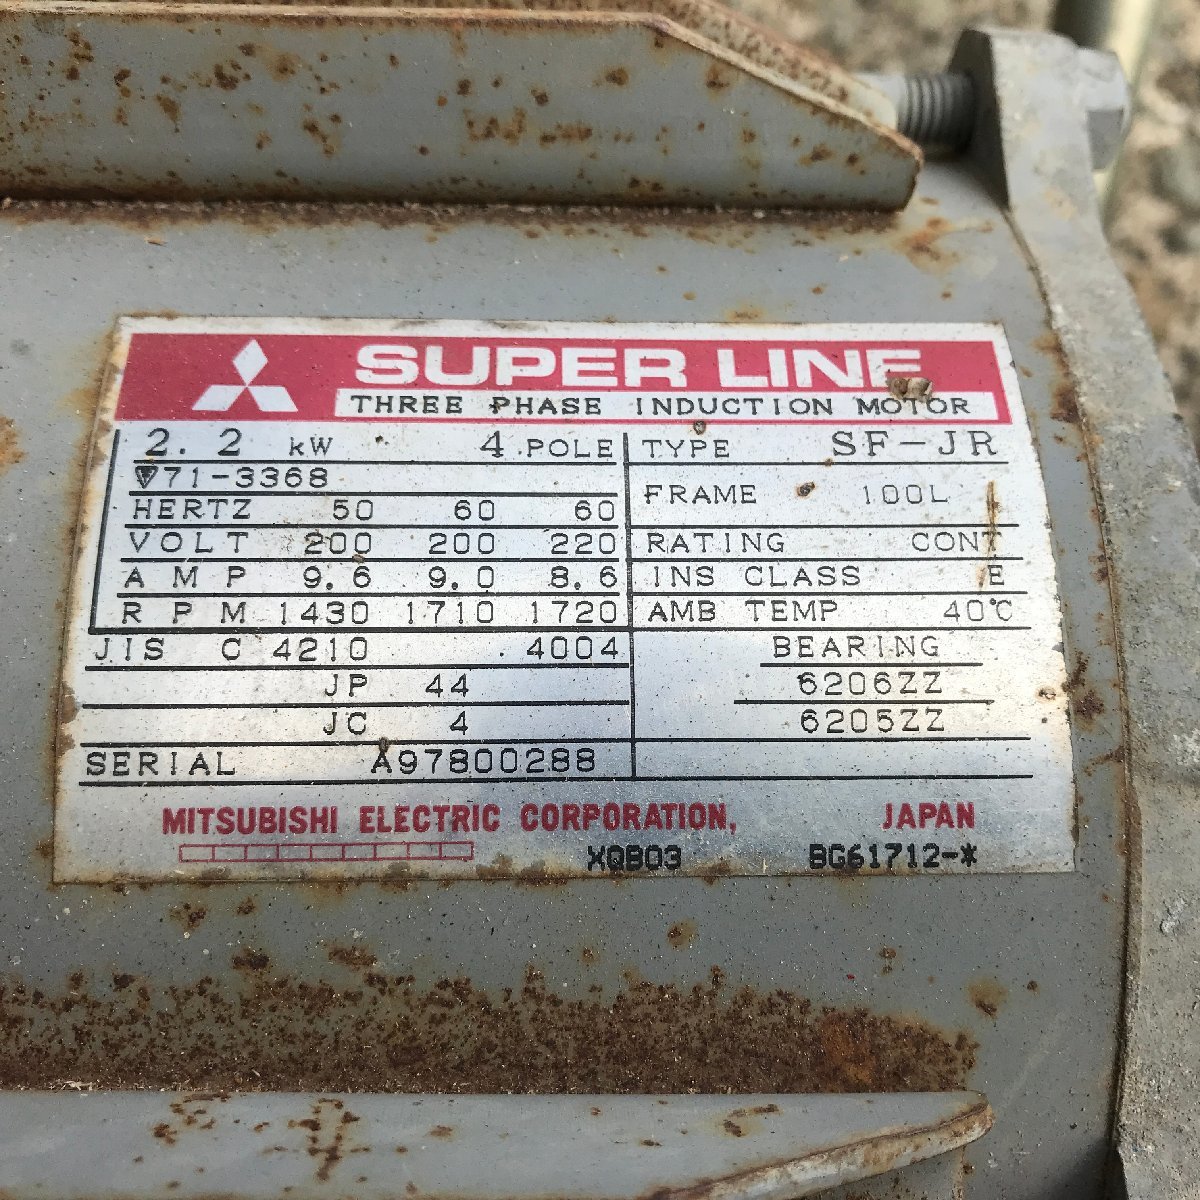 SUPER LINE
THREE PHASE INDUCTION MOTOR
2.2 kW 4 POLE
▽71-3368
HERTZ 50 60 60
VOLT 200 200 220
AMP 9.6 9.0 8.6
RPM 1430 1710 1720
JIS C 4210 4004
JP 44
JC 4
SERIAL A97800288
TYPE SF-JR
FRAME 100L
RATING CONT
INS CLASS E
AMB TEMP 40℃
BEARING
6206ZZ
6205ZZ
MITSUBISHI ELECTRIC CORPORATION, JAPAN
XQB03 BG61712-*